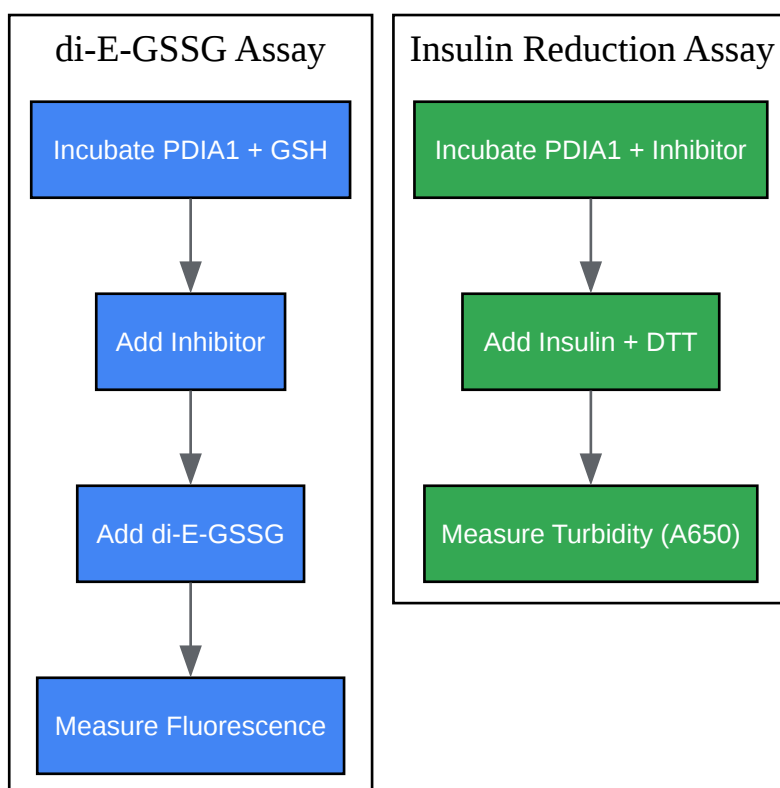 di-E-GSSG Assay
Incubate PDIA1 + GSH
Add Inhibitor
Add di-E-GSSG
Measure Fluorescence
Insulin Reduction Assay
Incubate PDIA1 + Inhibitor
Add Insulin + DTT
Measure Turbidity (A650)